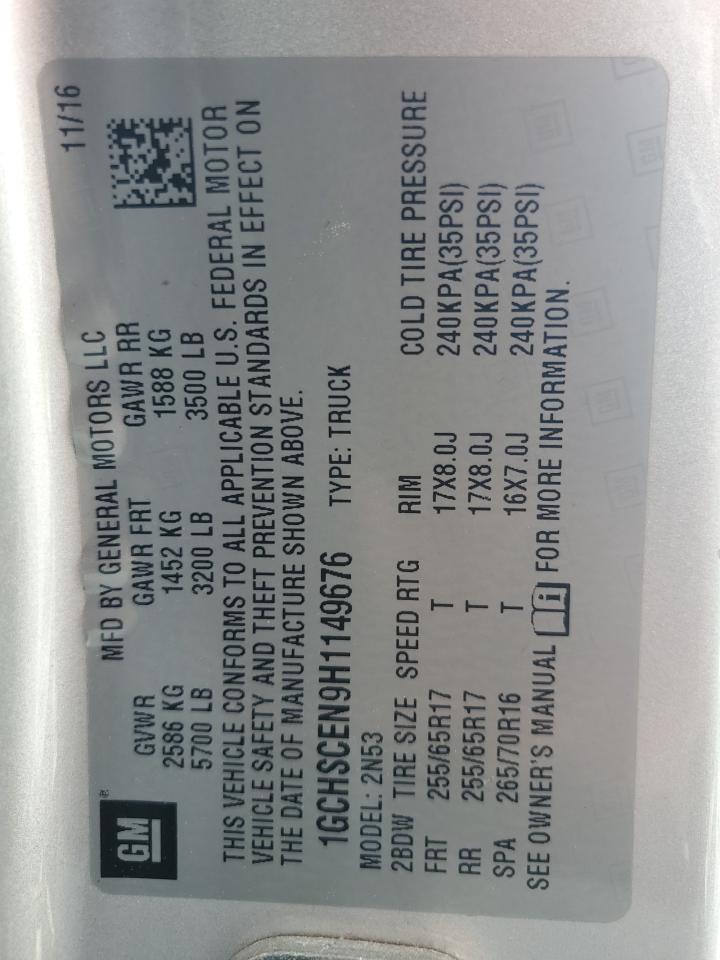 GM ®
MFD BY GENERAL MOTORS LLC 11/16
GVWR GAWR FRT GAWR RR
2586 KG 1452 KG 1588 KG
5700 LB 3200 LB 3500 LB
THIS VEHICLE CONFORMS TO ALL APPLICABLE U.S. FEDERAL MOTOR
VEHICLE SAFETY AND THEFT PREVENTION STANDARDS IN EFFECT ON
THE DATE OF MANUFACTURE SHOWN ABOVE.
1GCHSCEN9H1149676 TYPE: TRUCK
MODEL: 2N53
2BDW TIRE SIZE SPEED RTG RIM COLD TIRE PRESSURE
FRT 255/65R17 T 17X8.0J 240KPA(35PSI)
RR 255/65R17 T 17X8.0J 240KPA(35PSI)
SPA 265/70R16 T 16X7.0J 240KPA(35PSI)
SEE OWNER'S MANUAL i FOR MORE INFORMATION.